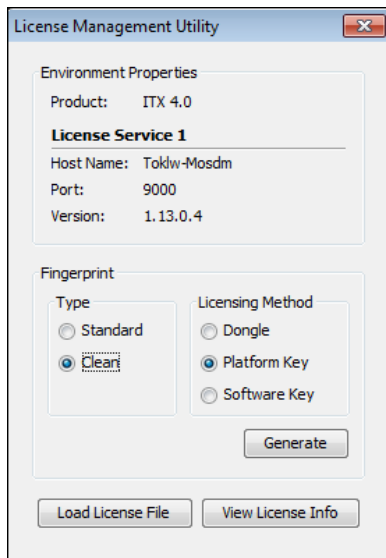 License Management Utility
Environment Properties
Product: ITX 4.0
License Service 1
Host Name: Toklw-Mosdm
Port: 9000
Version: 1.13.0.4
Fingerprint
Type
Standard
Clean
Licensing Method
Dongle
Platform Key
Software Key
Generate
Load License File
View License Info